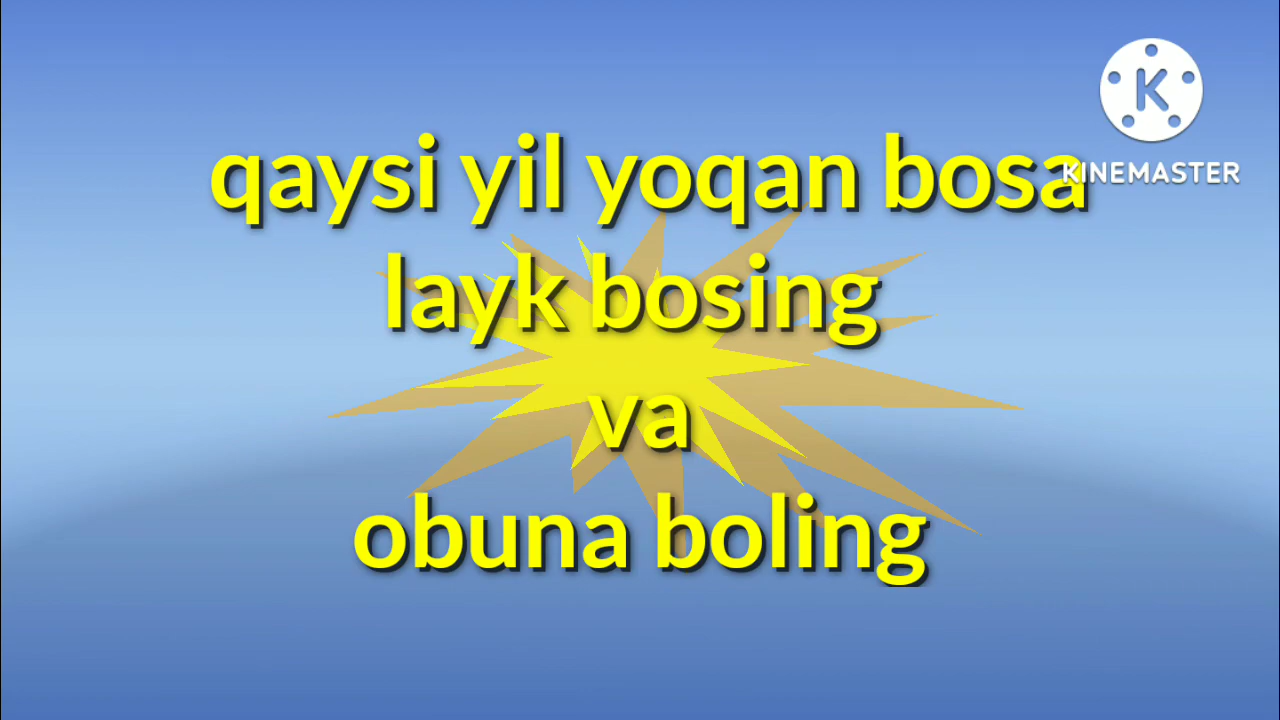 qaysi yil yoqan bosa
KINEMASTER
layk bosing
va
obuna boling